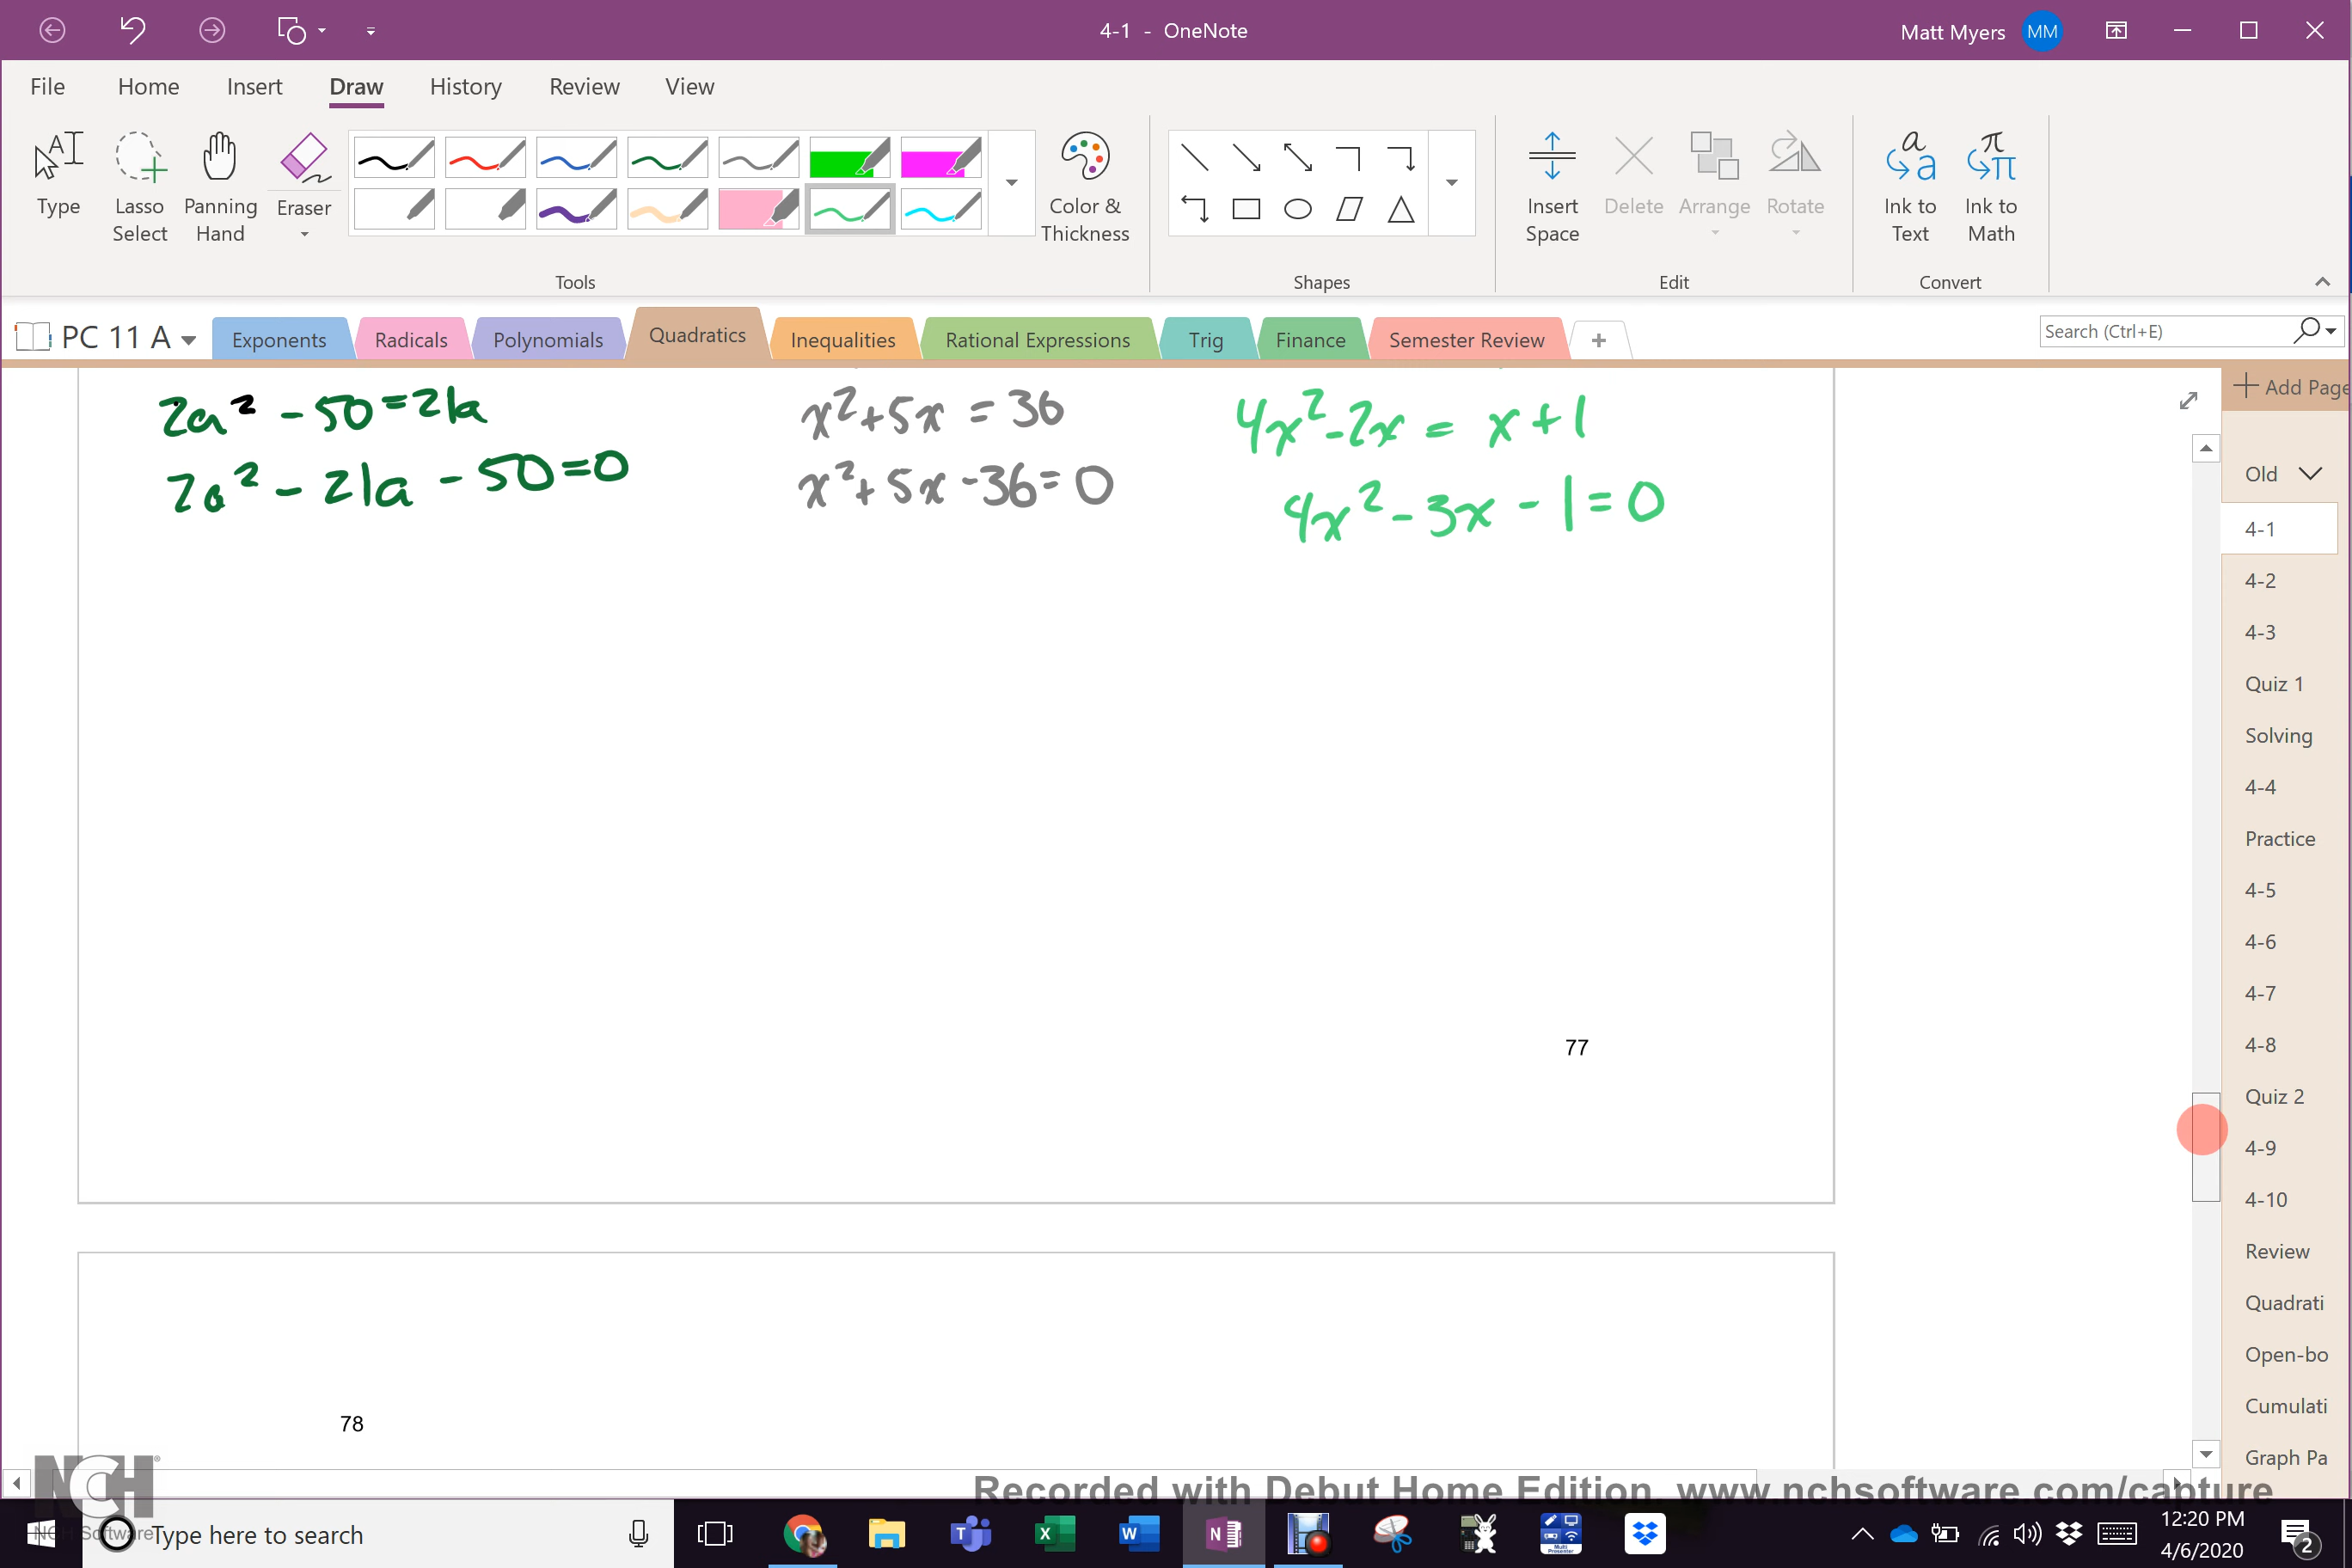 4-1 - OneNote
Matt Myers MM
File Home Insert Draw History Review View
Type
Lasso Select
Panning Hand
Eraser
Color & Thickness
Insert Space
Delete
Arrange
Rotate
Ink to Text
Ink to Math
Tools Shapes Edit Convert
PC 11 A Exponents Radicals Polynomials Quadratics Inequalities Rational Expressions Trig Finance Semester Review +
Search (Ctrl+E)
Add Page
2a² - 50 = 21a
2a² - 21a - 50 = 0
x² + 5x = 36
x² + 5x - 36 = 0
4x² - 2x = x + 1
4x² - 3x - 1 = 0
77
78
Old
4-1
4-2
4-3
Quiz 1
Solving
4-4
Practice
4-5
4-6
4-7
4-8
Quiz 2
4-9
4-10
Review
Quadrati
Open-bo
Cumulati
Graph Pa
NCH®
NCH Software
Recorded with Debut Home Edition. www.nchsoftware.com/capture
Type here to search
12:20 PM
4/6/2020
2